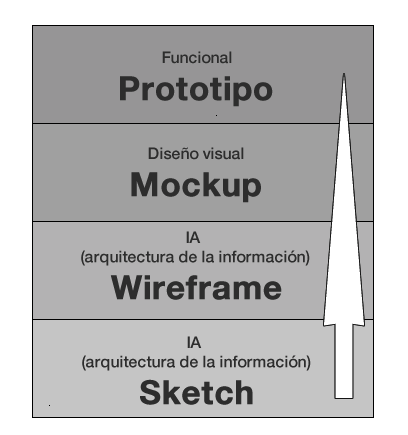 Funcional
Prototipo
Diseño visual
Mockup
IA
(arquitectura de la información)
Wireframe
IA
(arquitectura de la información)
Sketch